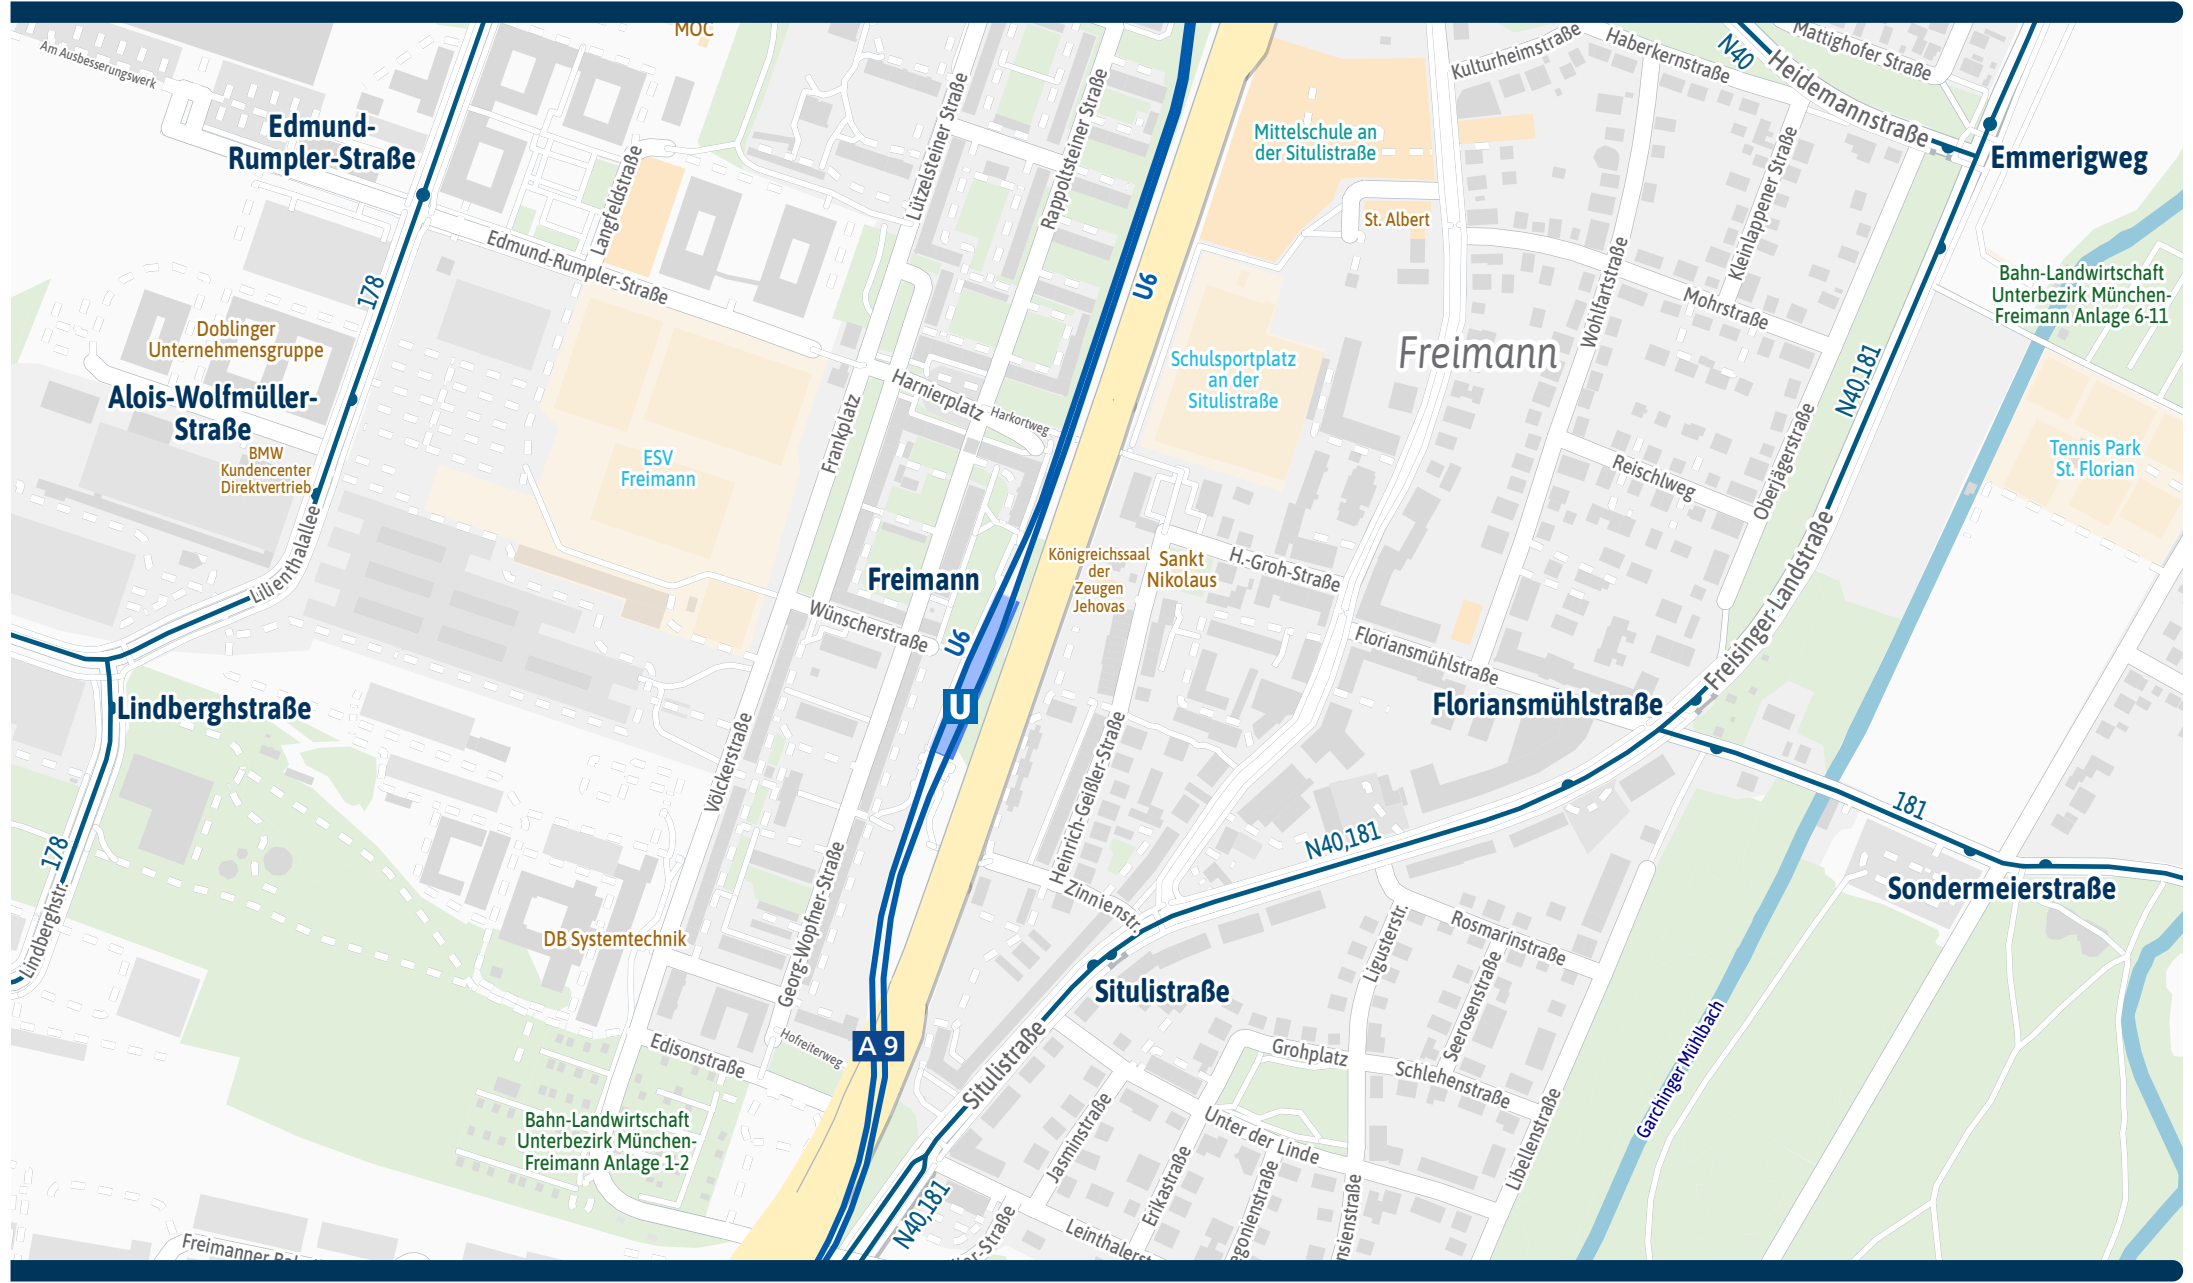 MOC
Am Ausbesserungswerk
Edmund-
Rumpler-Straße
Langfeldstraße
Lützelsteiner Straße
Rappoltsteiner Straße
Mittelschule an
der Situlistraße
St. Albert
Kulturheimstraße
Haberkernstraße
N40
Heidemannstraße
Mattighofer Straße
Emmerigweg
Kleinlappener Straße
Wohlfartstraße
Mohrstraße
Bahn-Landwirtschaft
Unterbezirk München-
Freimann Anlage 6-11
178
Edmund-Rumpler-Straße
U6
Doblinger
Unternehmensgruppe
Alois-Wolfmüller-
Straße
BMW
Kundencenter
Direktvertrieb
Lilienthalallee
ESV
Freimann
Frankplatz
Harnierplatz
Harkortweg
Schulsportplatz
an der
Situlistraße
Freimann
N40,181
Oberjägerstraße
Reischlweg
Tennis Park
St. Florian
Freimann
Wünscherstraße
U6
U
Königreichssaal
der
Zeugen
Jehovas
Sankt
Nikolaus
H.-Groh-Straße
Floriansmühlstraße
Freisinger Landstraße
Floriansmühlstraße
Lindberghstraße
178
Lindberghstr.
Völckerstraße
Georg-Wopfner-Straße
Heinrich-Geißler-Straße
Zinnienstr.
N40,181
181
Sondermeierstraße
DB Systemtechnik
Situlistraße
Situlistraße
Ligusterstr.
Rosmarinstraße
Seerosenstraße
Grohplatz
Schlehenstraße
Garchinger Mühlbach
Edisonstraße
Hofreiterweg
A 9
Bahn-Landwirtschaft
Unterbezirk München-
Freimann Anlage 1-2
Jasminstraße
Unter der Linde
Erikastraße
Libellenstraße
N40,181
Freimanner
ler-Straße
Leinthalerst
egonienstraße
nsienstraße